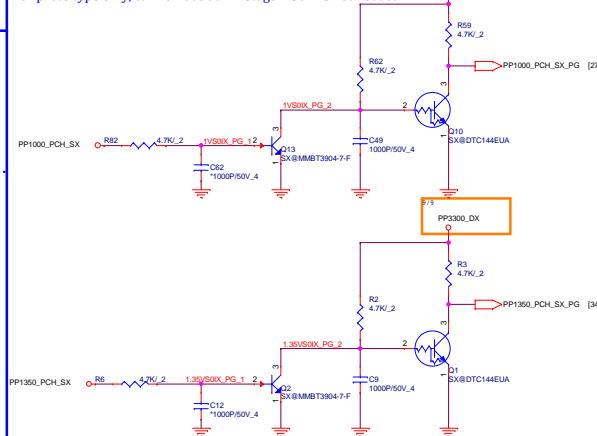 R59
4.7K/_2
R62
4.7K/_2
PP1000_PCH_SX_PG
3
1VS0IX_PG_2
2
3
Q10
SX@DTC144EUA
1
PP1000_PCH_SX
R82
4.7K/_2
1VS0IX_PG_1
2
Q13
SX@MMBT3904-7-F
1
C49
1000P/50V_4
C62
*1000P/50V_4
9/9
PP3300_DX
R3
4.7K/_2
R2
4.7K/_2
PP1350_PCH_SX_PG
3
1.35VS0IX_PG_2
2
3
Q1
SX@DTC144EUA
1
PP1350_PCH_SX
R6
4.7K/_2
1.35VS0IX_PG_1
2
Q2
SX@MMBT3904-7-F
1
C9
1000P/50V_4
C12
*1000P/50V_4